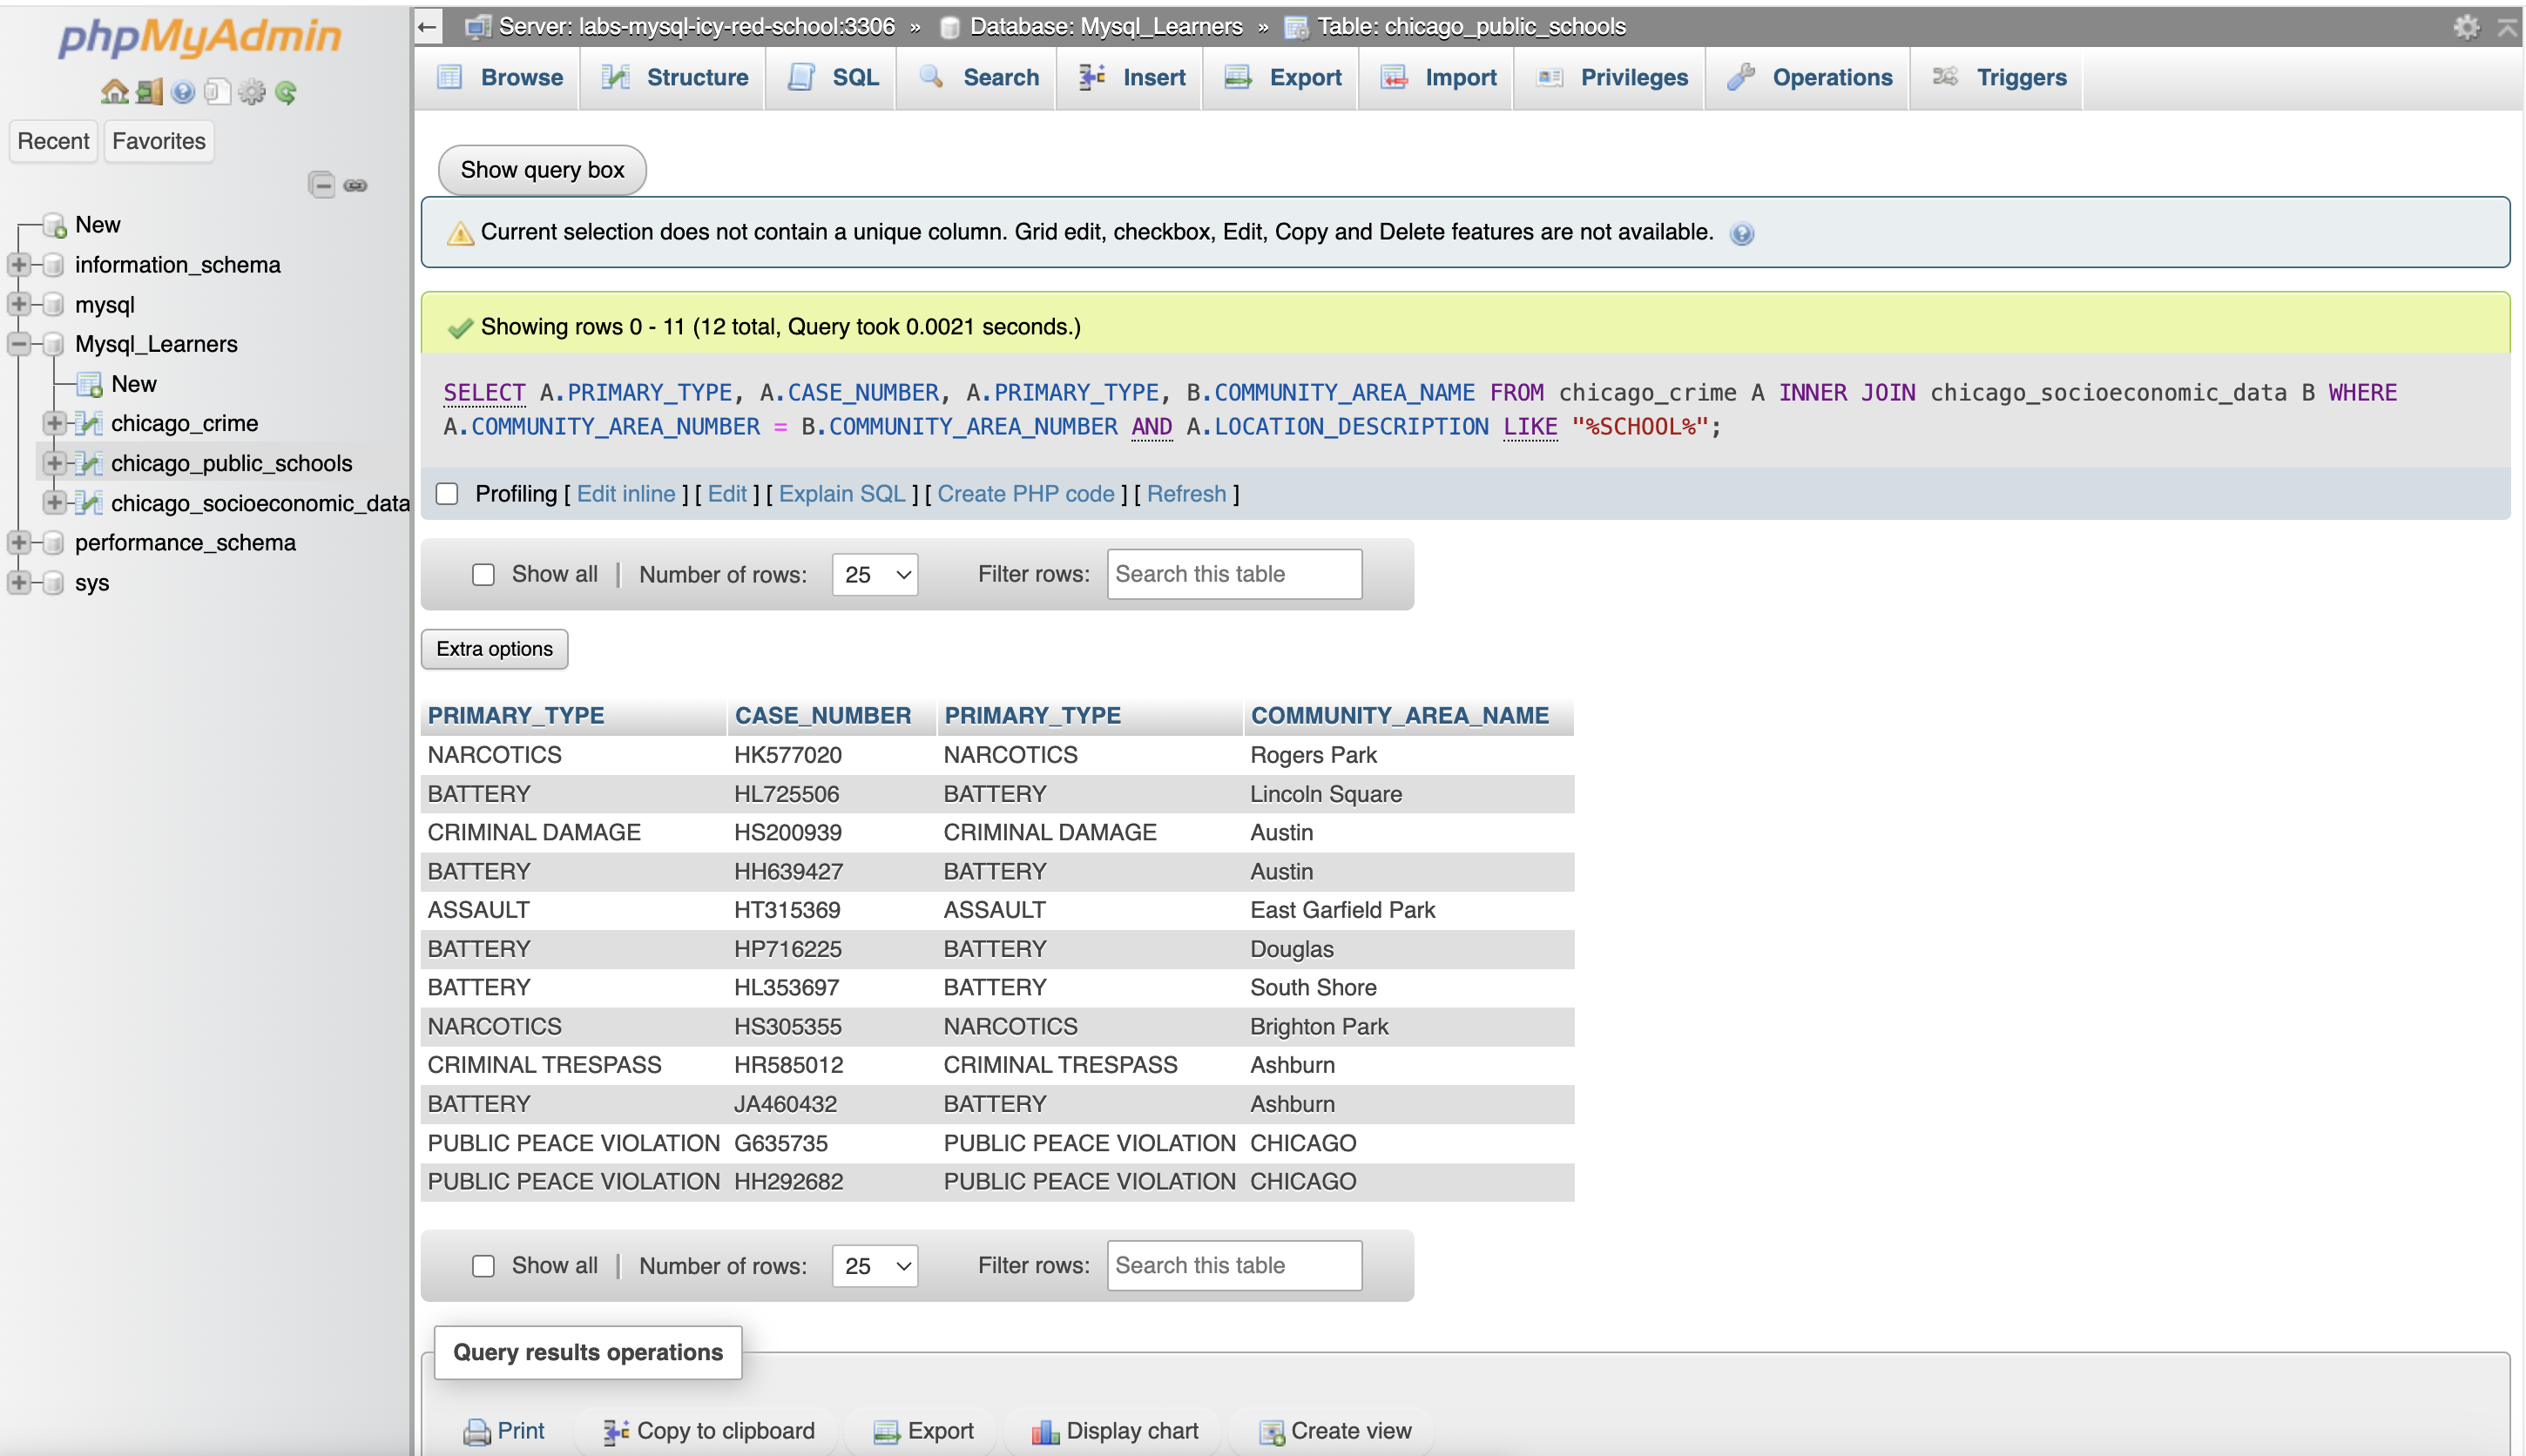 phpMyAdmin
Recent Favorites
New
information_schema
mysql
Mysql_Learners
New
chicago_crime
chicago_public_schools
chicago_socioeconomic_data
performance_schema
sys
Server: labs-mysql-icy-red-school:3306 » Database: Mysql_Learners » Table: chicago_public_schools
Browse Structure SQL Search Insert Export Import Privileges Operations Triggers
Show query box
Current selection does not contain a unique column. Grid edit, checkbox, Edit, Copy and Delete features are not available.
Showing rows 0 - 11 (12 total, Query took 0.0021 seconds.)
SELECT A.PRIMARY_TYPE, A.CASE_NUMBER, A.PRIMARY_TYPE, B.COMMUNITY_AREA_NAME FROM chicago_crime A INNER JOIN chicago_socioeconomic_data B WHERE
A.COMMUNITY_AREA_NUMBER = B.COMMUNITY_AREA_NUMBER AND A.LOCATION_DESCRIPTION LIKE "%SCHOOL%";
Profiling [ Edit inline ] [ Edit ] [ Explain SQL ] [ Create PHP code ] [ Refresh ]
Show all | Number of rows: 25 Filter rows: Search this table
Extra options
PRIMARY_TYPE CASE_NUMBER PRIMARY_TYPE COMMUNITY_AREA_NAME
NARCOTICS HK577020 NARCOTICS Rogers Park
BATTERY HL725506 BATTERY Lincoln Square
CRIMINAL DAMAGE HS200939 CRIMINAL DAMAGE Austin
BATTERY HH639427 BATTERY Austin
ASSAULT HT315369 ASSAULT East Garfield Park
BATTERY HP716225 BATTERY Douglas
BATTERY HL353697 BATTERY South Shore
NARCOTICS HS305355 NARCOTICS Brighton Park
CRIMINAL TRESPASS HR585012 CRIMINAL TRESPASS Ashburn
BATTERY JA460432 BATTERY Ashburn
PUBLIC PEACE VIOLATION G635735 PUBLIC PEACE VIOLATION CHICAGO
PUBLIC PEACE VIOLATION HH292682 PUBLIC PEACE VIOLATION CHICAGO
Show all | Number of rows: 25 Filter rows: Search this table
Query results operations
Print Copy to clipboard Export Display chart Create view